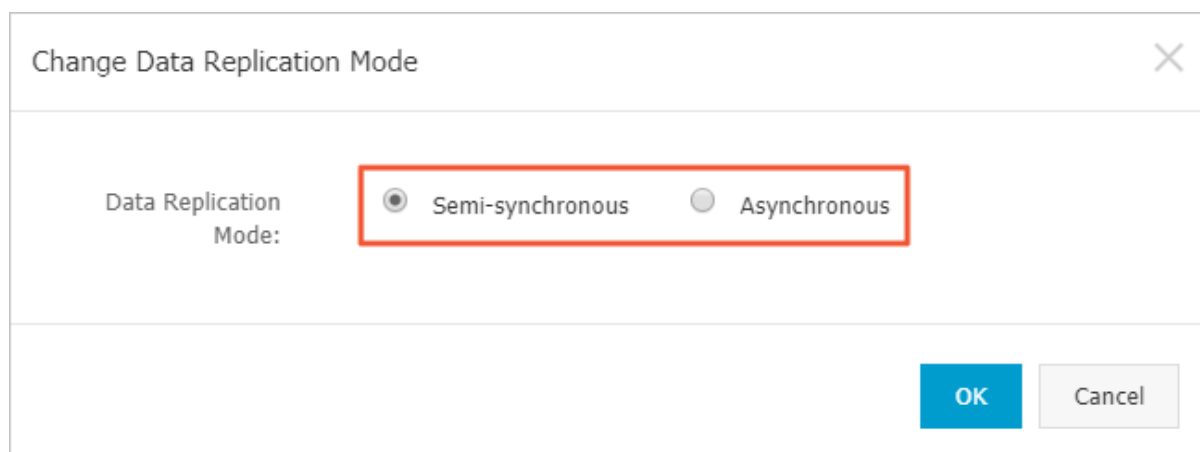 Change Data Replication Mode
Data Replication
Mode:
Semi-synchronous
Asynchronous
OK
Cancel